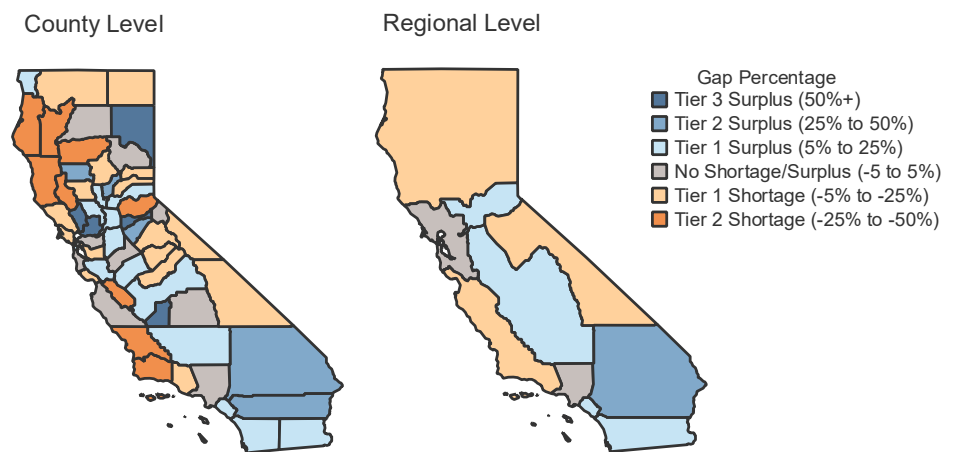 County Level
Regional Level
Gap Percentage
Tier 3 Surplus (50%+)
Tier 2 Surplus (25% to 50%)
Tier 1 Surplus (5% to 25%)
No Shortage/Surplus (-5 to 5%)
Tier 1 Shortage (-5% to -25%)
Tier 2 Shortage (-25% to -50%)